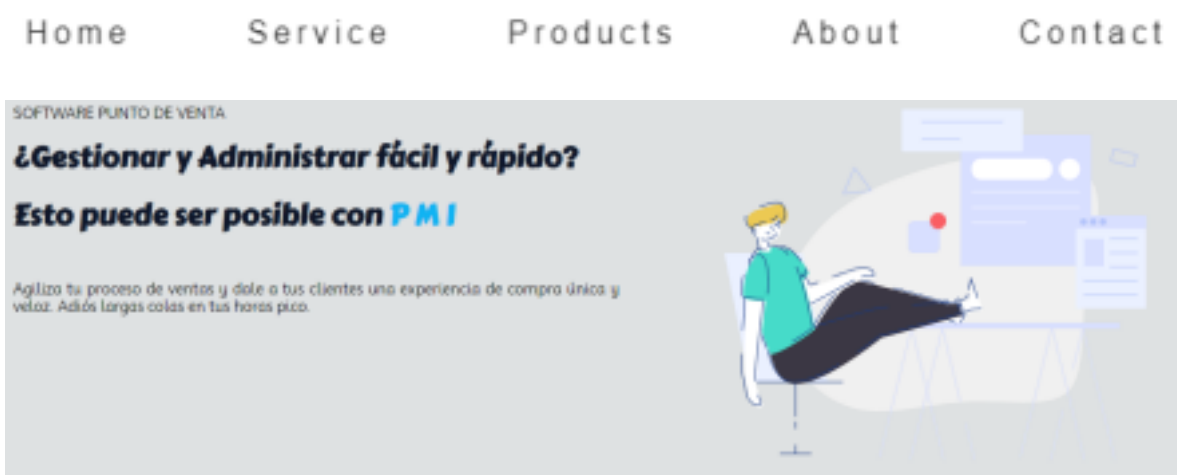 Home Service Products About Contact
SOFTWARE PUNTO DE VENTA
¿Gestionar y Administrar fácil y rápido?
Esto puede ser posible con P M I
Agiliza tu proceso de ventas y dale a tus clientes una experiencia de compra única y
veloz. Adiós largas colas en tus horas pico.